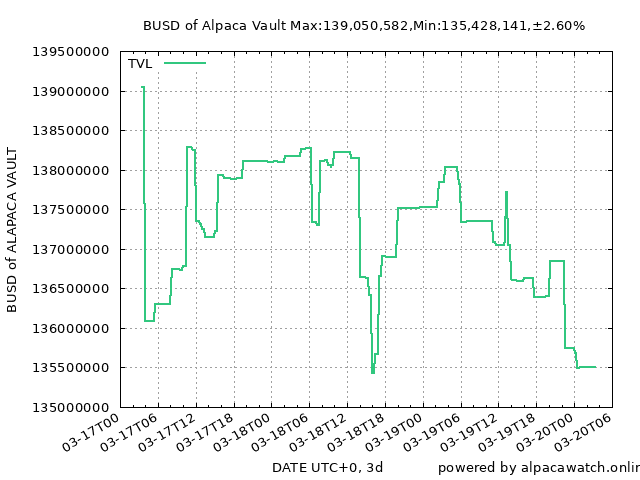 BUSD of Alpaca Vault Max:139,050,582,Min:135,428,141,±2.60%
TVL
139500000
139000000
138500000
138000000
137500000
137000000
136500000
136000000
135500000
135000000
BUSD of ALAPACA VAULT
03-17T00
03-17T06
03-17T12
03-17T18
03-18T00
03-18T06
03-18T12
03-18T18
03-19T00
03-19T06
03-19T12
03-19T18
03-20T00
03-20T06
DATE UTC+0, 3d
powered by alpacawatch.onlin